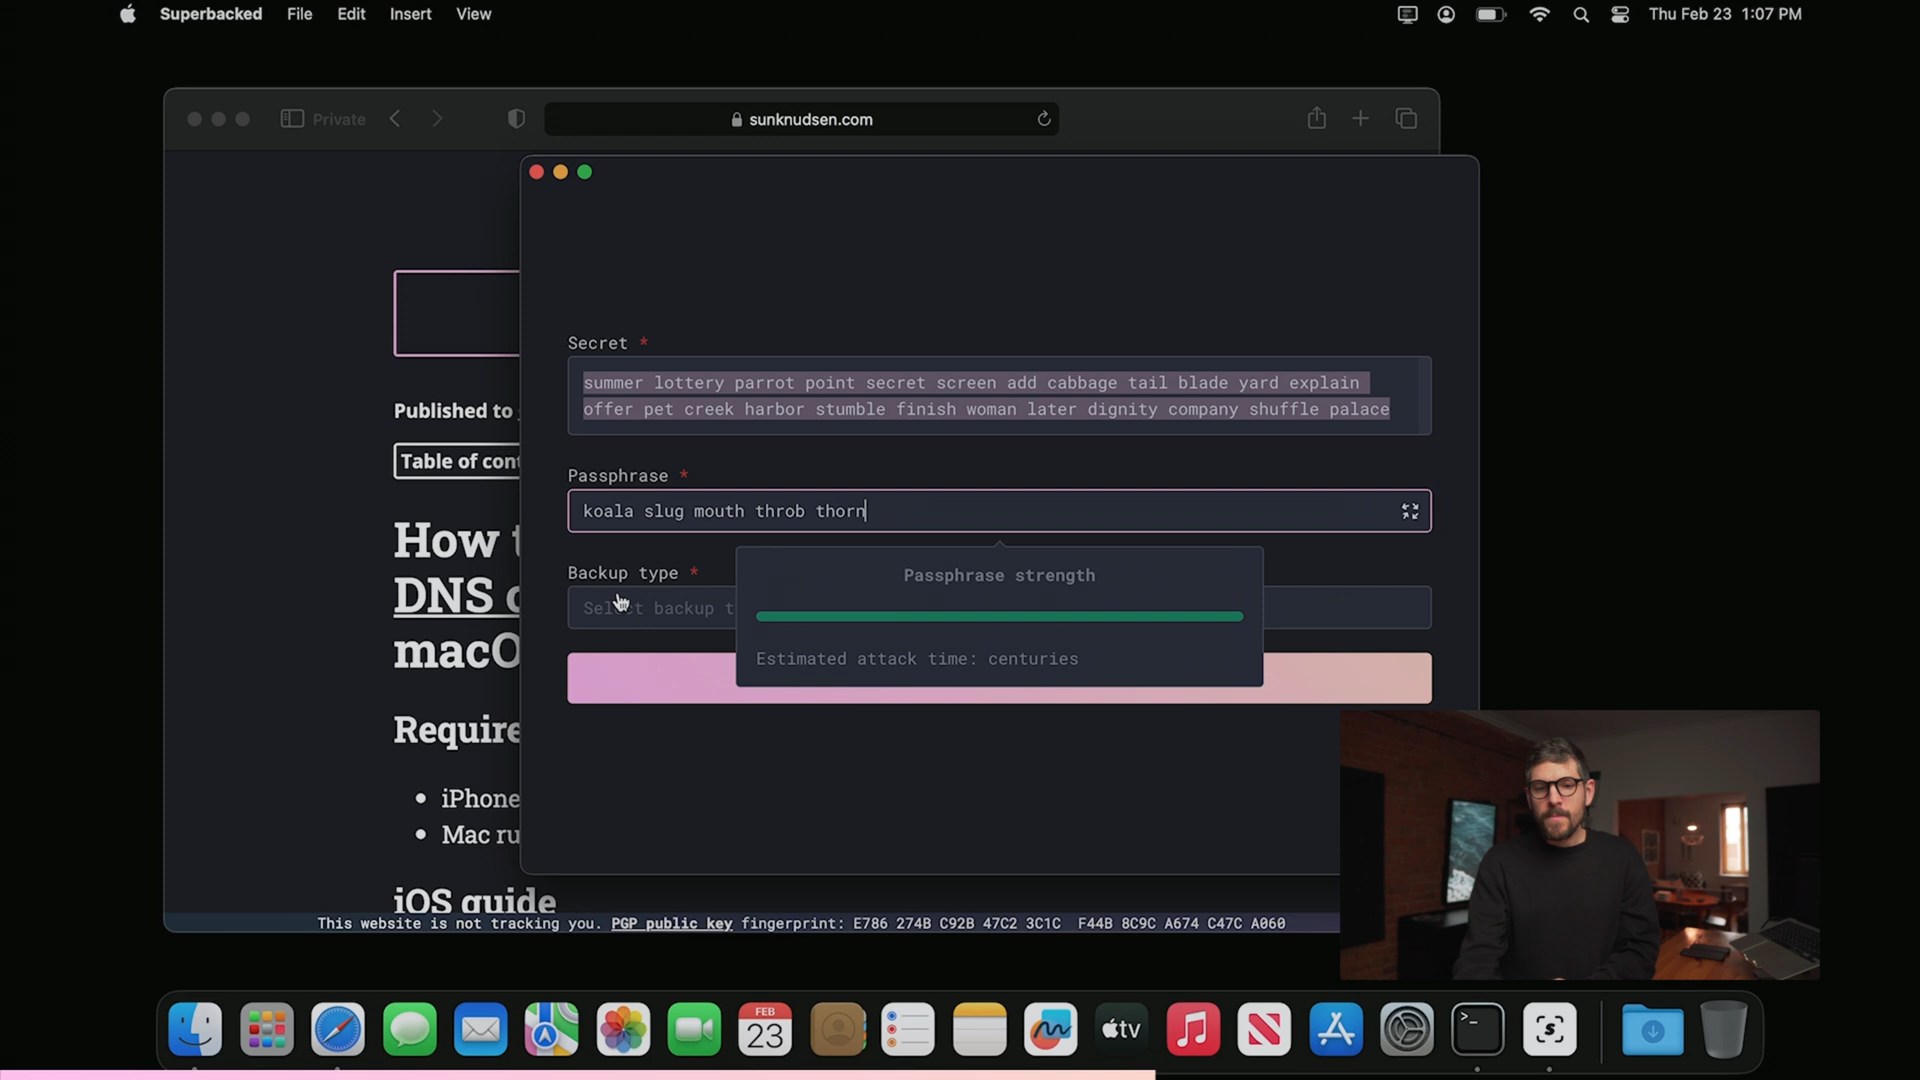 Superbacked File Edit Insert View Thu Feb 23 1:07 PM
Private sunknudsen.com
Secret *
summer lottery parrot point secret screen add cabbage tail blade yard explain
offer pet creek harbor stumble finish woman later dignity company shuffle palace
Published to
Table of cont
Passphrase *
koala slug mouth throb thorn
How t
DNS c
macO
Backup type *
Select backup t
Passphrase strength
Estimated attack time: centuries
Require
iPhone
Mac ru
iOS guide
This website is not tracking you. PGP public key fingerprint: E786 274B C92B 47C2 3C1C F44B 8C9C A674 C47C A060
FEB
23
tv